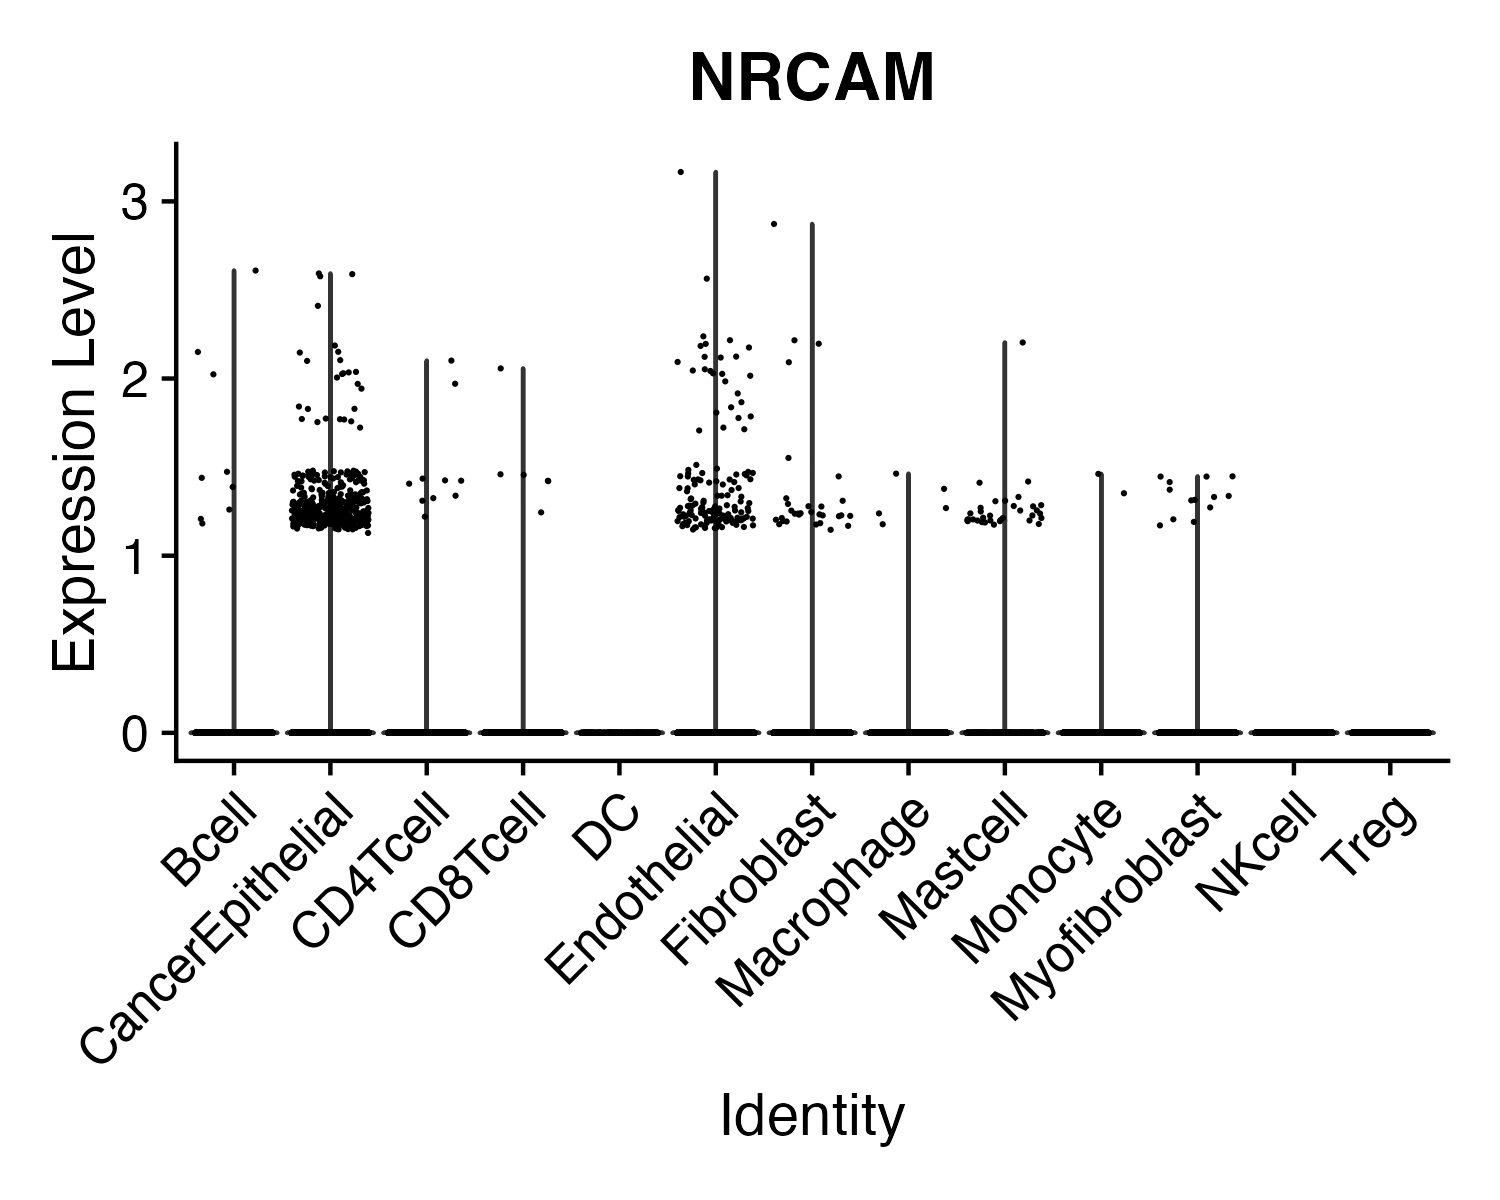 NRCAM
Expression Level
3
2
1
0
Bcell
CancerEpithelial
CD4Tcell
CD8Tcell
DC
Endothelial
Fibroblast
Macrophage
Mastcell
Monocyte
Myofibroblast
NKcell
Treg
Identity